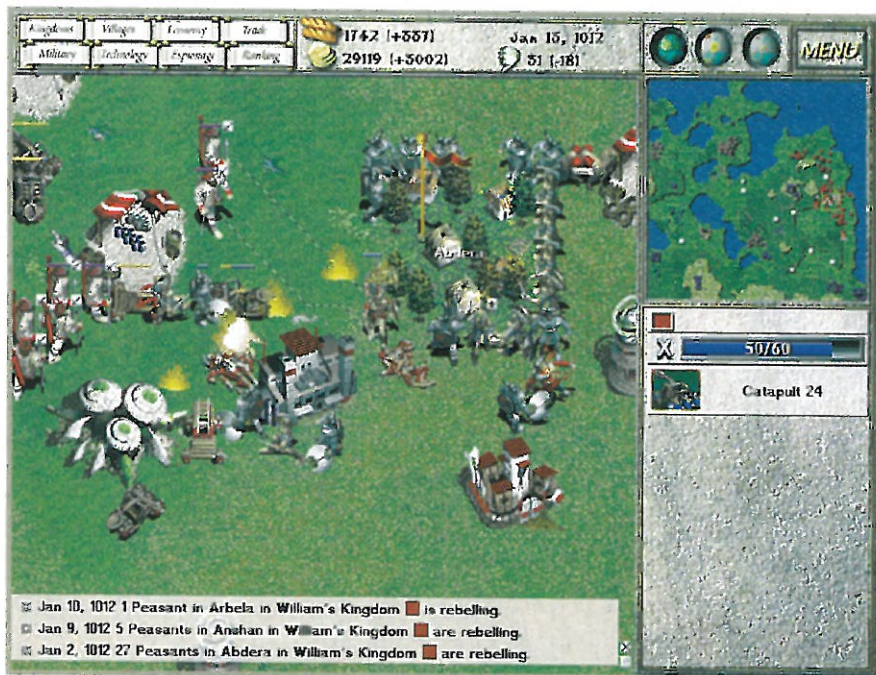 Kingdoms Villages Economy Trade
Military Technology Espionage Ranking
1742 (+557) Jan 15, 1012
29119 (+5002) 51 (-18)
MENU
Abdera
50/60
X
Catapult 24
Jan 10, 1012 1 Peasant in Arbela in William's Kingdom is rebelling.
Jan 9, 1012 5 Peasants in Anshan in William's Kingdom are rebelling.
Jan 2, 1012 27 Peasants in Abdera in William's Kingdom are rebelling.